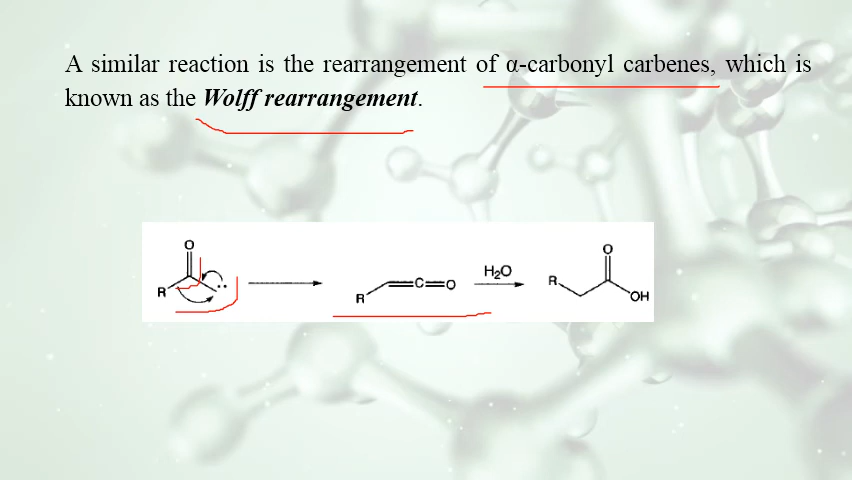 A similar reaction is the rearrangement of α-carbonyl carbenes, which is
known as the Wolff rearrangement.
O
R
R
C
O
H₂O
R
O
OH